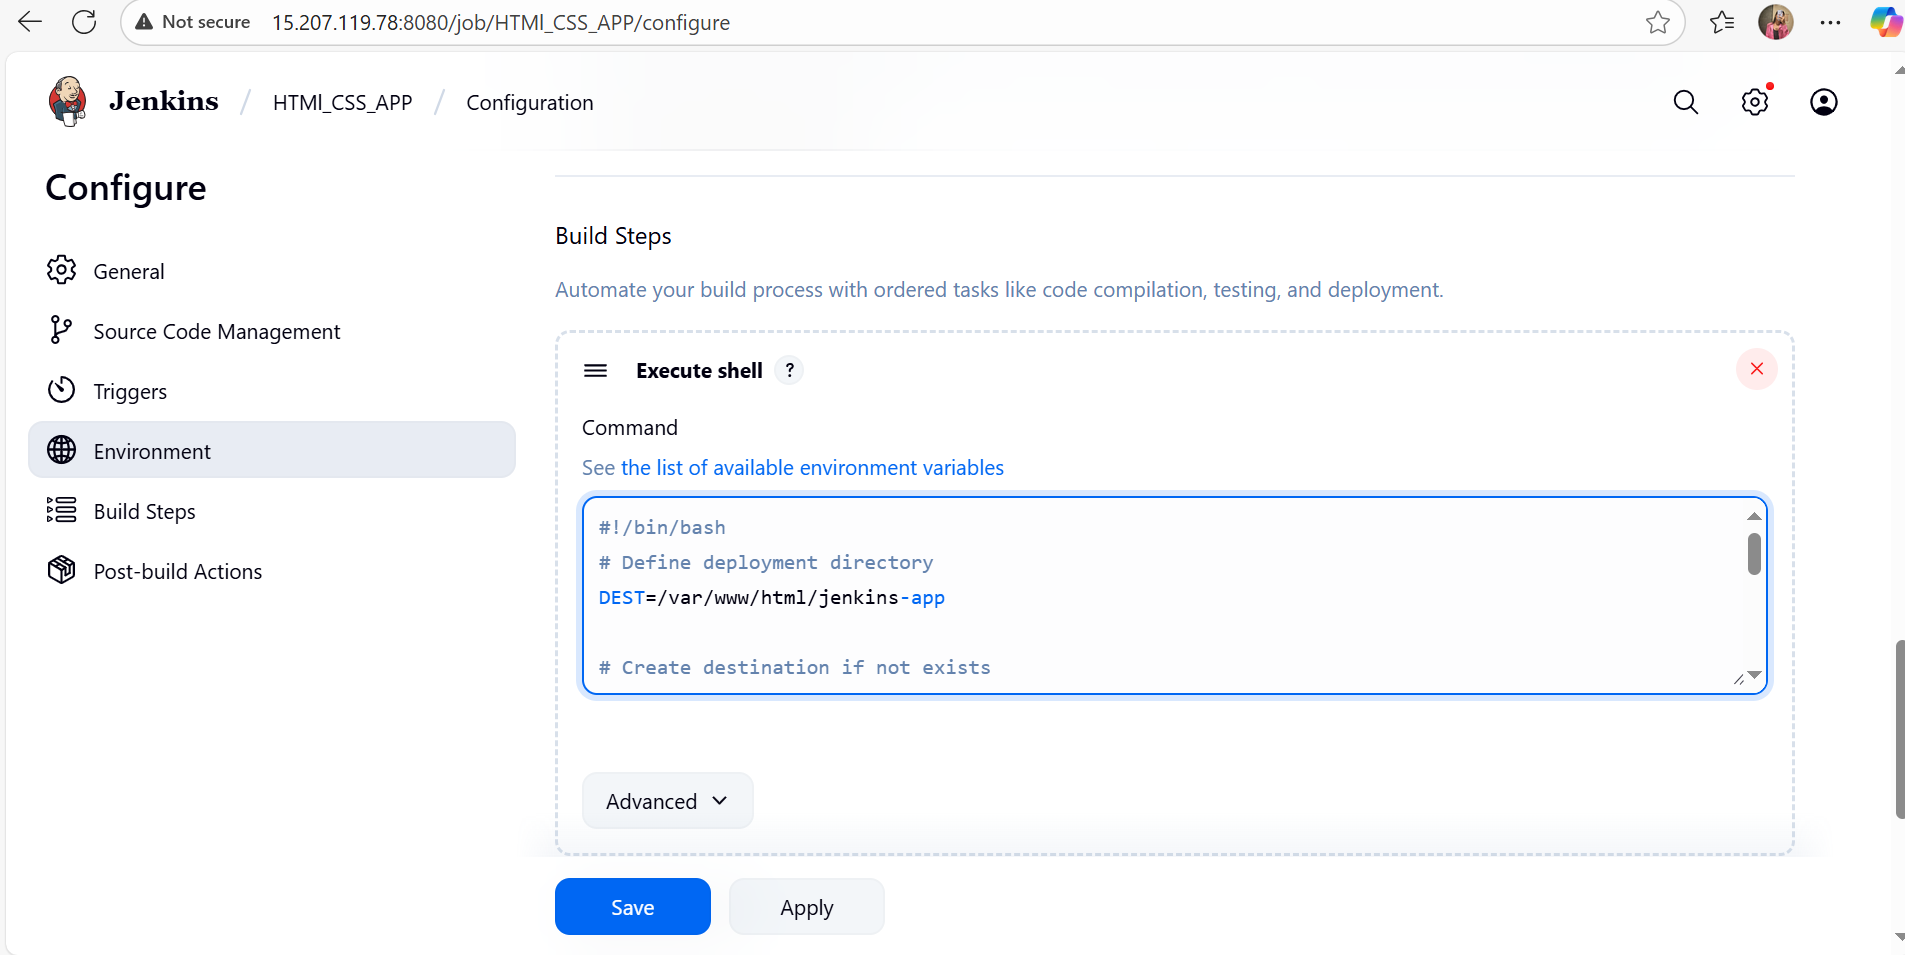 Not secure 15.207.119.78:8080/job/HTMl_CSS_APP/configure
Jenkins / HTMl_CSS_APP / Configuration
Configure
General
Source Code Management
Triggers
Environment
Build Steps
Post-build Actions
Build Steps
Automate your build process with ordered tasks like code compilation, testing, and deployment.
Execute shell ?
Command
See the list of available environment variables
#!/bin/bash
# Define deployment directory
DEST=/var/www/html/jenkins-app
# Create destination if not exists
Advanced
Save Apply